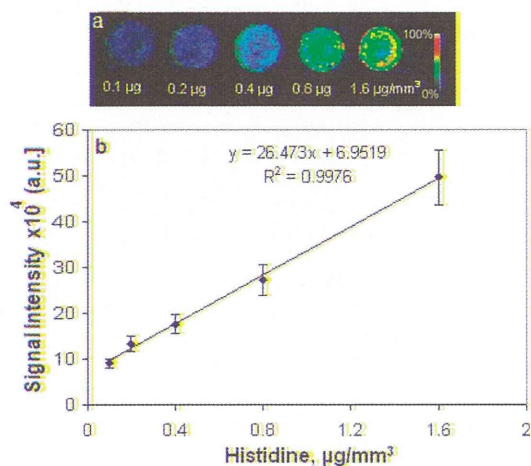 a
100%
0.1 µg 0.2 µg 0.4 µg 0.8 µg 1.6 µg/mm³ 0%
b
y = 26.473x + 6.9519
R² = 0.9976
Signal Intensity x10⁴ (a.u.)
60
50
40
30
20
10
0
0 0.4 0.8 1.2 1.6 2
Histidine, µg/mm³